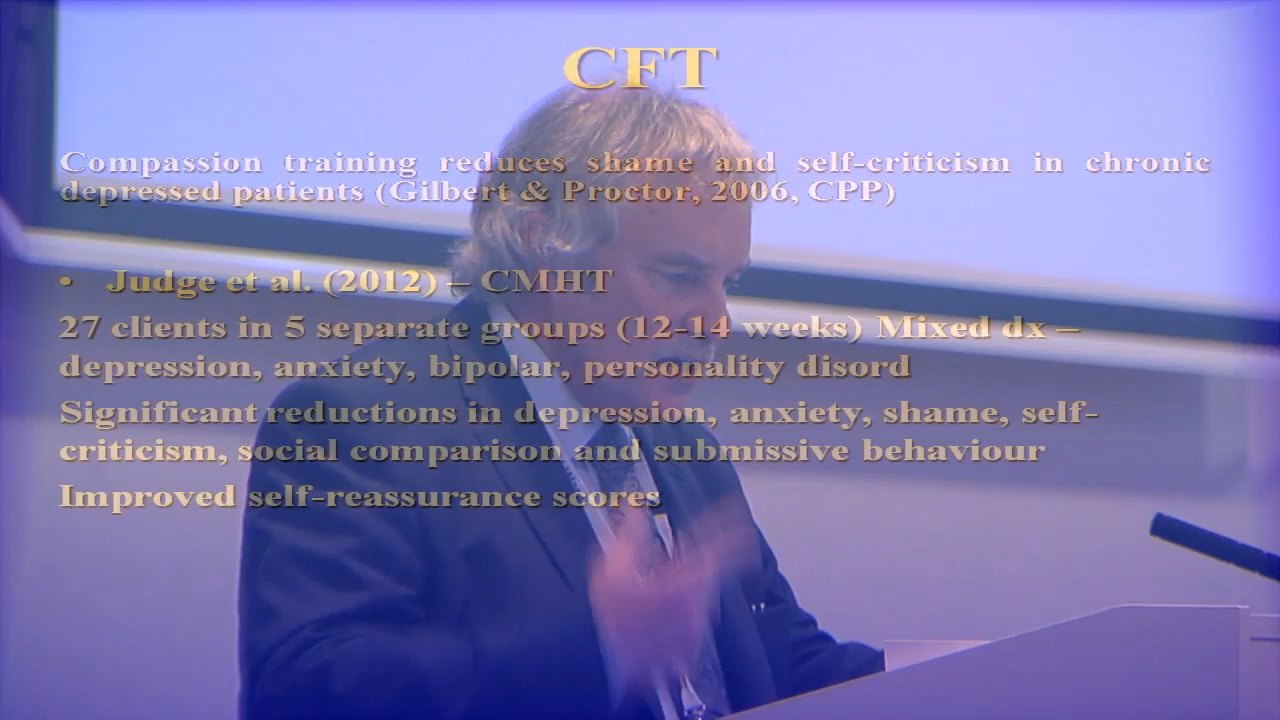 CFT
Compassion training reduces shame and self-criticism in chronic
depressed patients (Gilbert & Proctor, 2006, CPP)
• Judge et al. (2012) – CMHT
27 clients in 5 separate groups (12-14 weeks) Mixed dx –
depression, anxiety, bipolar, personality disord
Significant reductions in depression, anxiety, shame, self-
criticism, social comparison and submissive behaviour
Improved self-reassurance scores